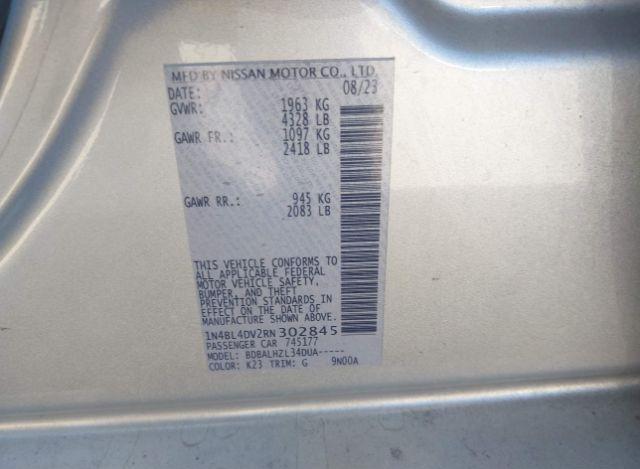 MFD BY NISSAN MOTOR CO., LTD.
DATE: 08/23
GVWR: 1963 KG
4328 LB
GAWR FR.: 1097 KG
2418 LB
GAWR RR.: 945 KG
2083 LB
THIS VEHICLE CONFORMS TO
ALL APPLICABLE FEDERAL
MOTOR VEHICLE SAFETY,
BUMPER, AND THEFT
PREVENTION STANDARDS IN
EFFECT ON THE DATE OF
MANUFACTURE SHOWN ABOVE.
1N4BL4DV2RN302845
PASSENGER CAR 745177
MODEL: BDBALHZL34DUA-----
COLOR: K23 TRIM: G 9N00A